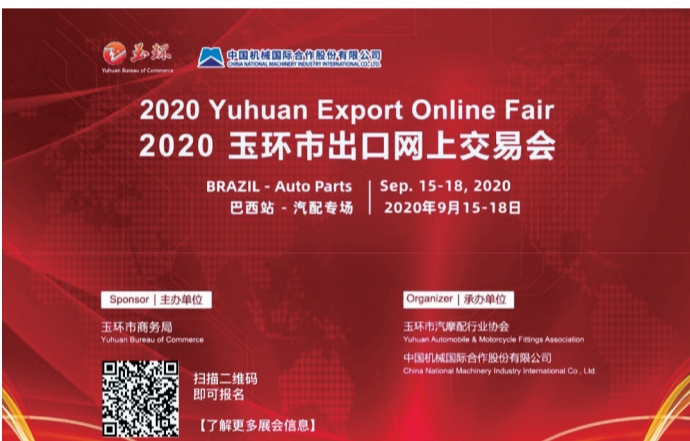 玉环
Yuhuan Bureau of Commerce
中国机械国际合作股份有限公司
CHINA NATIONAL MACHINERY INDUSTRY INTERNATIONAL CO., LTD.
2020 Yuhuan Export Online Fair
2020 玉环市出口网上交易会
BRAZIL - Auto Parts | Sep. 15-18, 2020
巴西站 - 汽配专场 | 2020年9月15-18日
Sponsor | 主办单位
玉环市商务局
Yuhuan Bureau of Commerce
Organizer | 承办单位
玉环市汽摩配行业协会
Yuhuan Automobile & Motorcycle Fittings Association
中国机械国际合作股份有限公司
China National Machinery Industry International Co., Ltd
扫描二维码
即可报名
【了解更多展会信息】